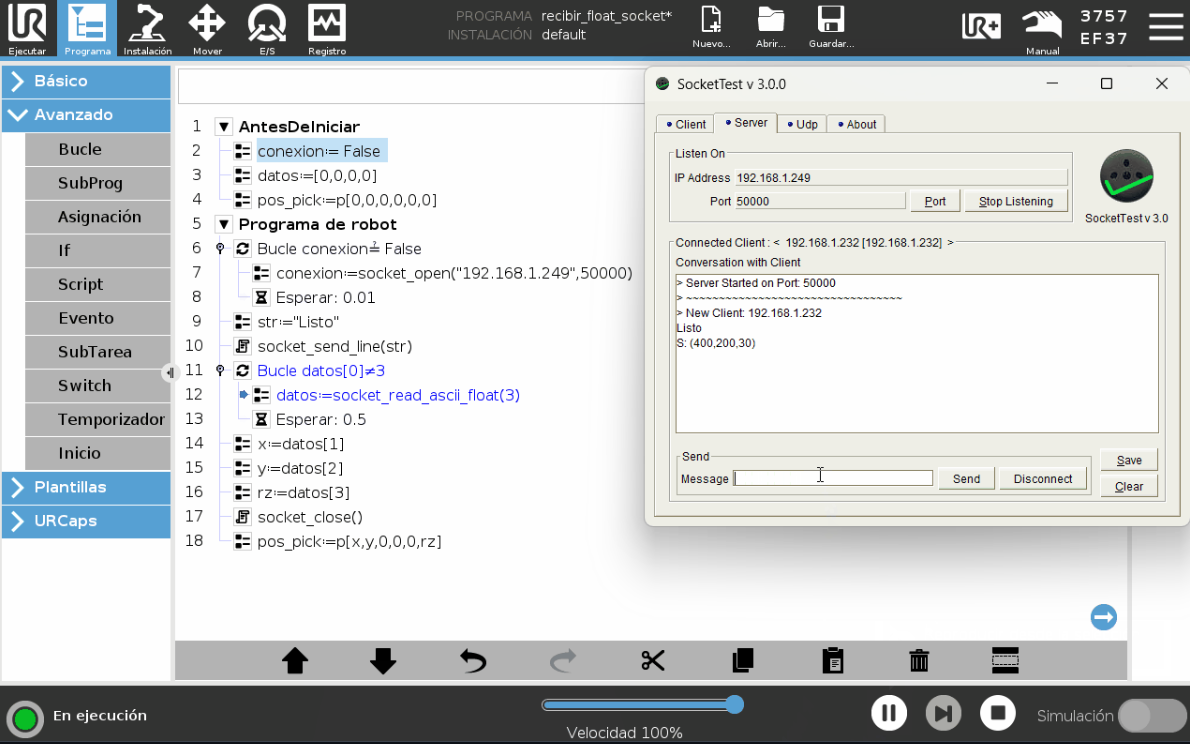 UR
Ejecutar
Programa
Instalación
Mover
E/S
Registro
PROGRAMA recibir_float_socket*
INSTALACIÓN default
Nuevo...
Abrir...
Guardar...
UR+
Manual
3757
EF37
Básico
Avanzado
Bucle
SubProg
Asignación
If
Script
Evento
SubTarea
Switch
Temporizador
Inicio
Plantillas
URCaps
1 AntesDeIniciar
2 conexion≔ False
3 datos≔[0,0,0,0]
4 pos_pick≔p[0,0,0,0,0,0]
5 Programa de robot
6 Bucle conexion≟ False
7 conexion≔socket_open("192.168.1.249",50000)
8 Esperar: 0.01
9 str≔"Listo"
10 socket_send_line(str)
11 Bucle datos[0]≠3
12 datos≔socket_read_ascii_float(3)
13 Esperar: 0.5
14 x≔datos[1]
15 y≔datos[2]
16 rz≔datos[3]
17 socket_close()
18 pos_pick≔p[x,y,0,0,0,rz]
SocketTest v 3.0.0
Client
Server
Udp
About
Listen On
IP Address 192.168.1.249
Port 50000
Port
Stop Listening
SocketTest v 3.0
Connected Client : < 192.168.1.232 [192.168.1.232] >
Conversation with Client
> Server Started on Port: 50000
> ~~~~~~~~~~~~~~~~~~~~~~~~~~~~~~~~
> New Client: 192.168.1.232
Listo
S: (400,200,30)
Send
Message
Send
Disconnect
Save
Clear
En ejecución
Velocidad 100%
Simulación